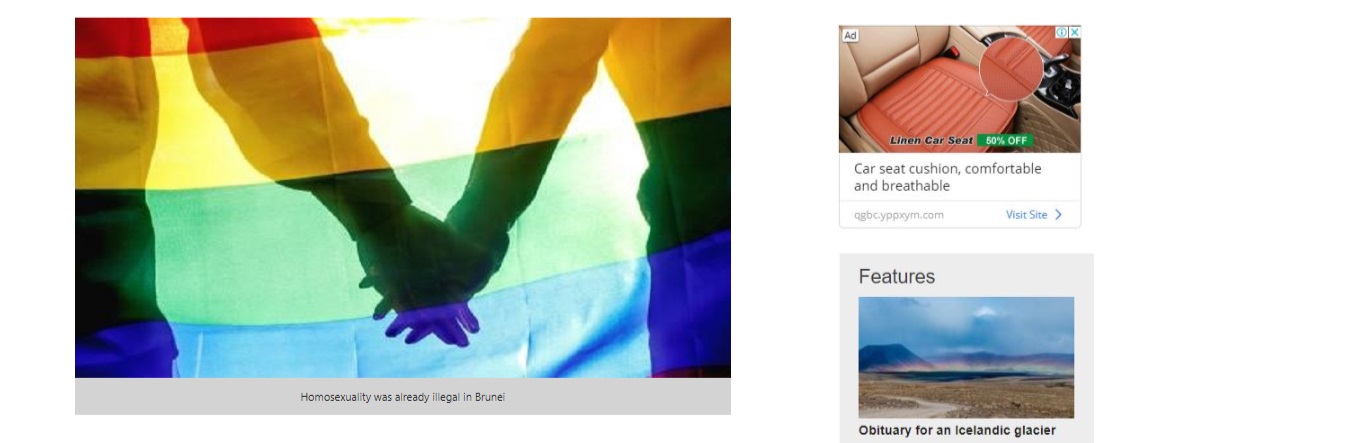 Homosexuality was already illegal in Brunei
Ad
Linen Car Seat 50% OFF
Car seat cushion, comfortable
and breathable
qgbc.yppxym.com
Visit Site
Features
Obituary for an Icelandic glacier